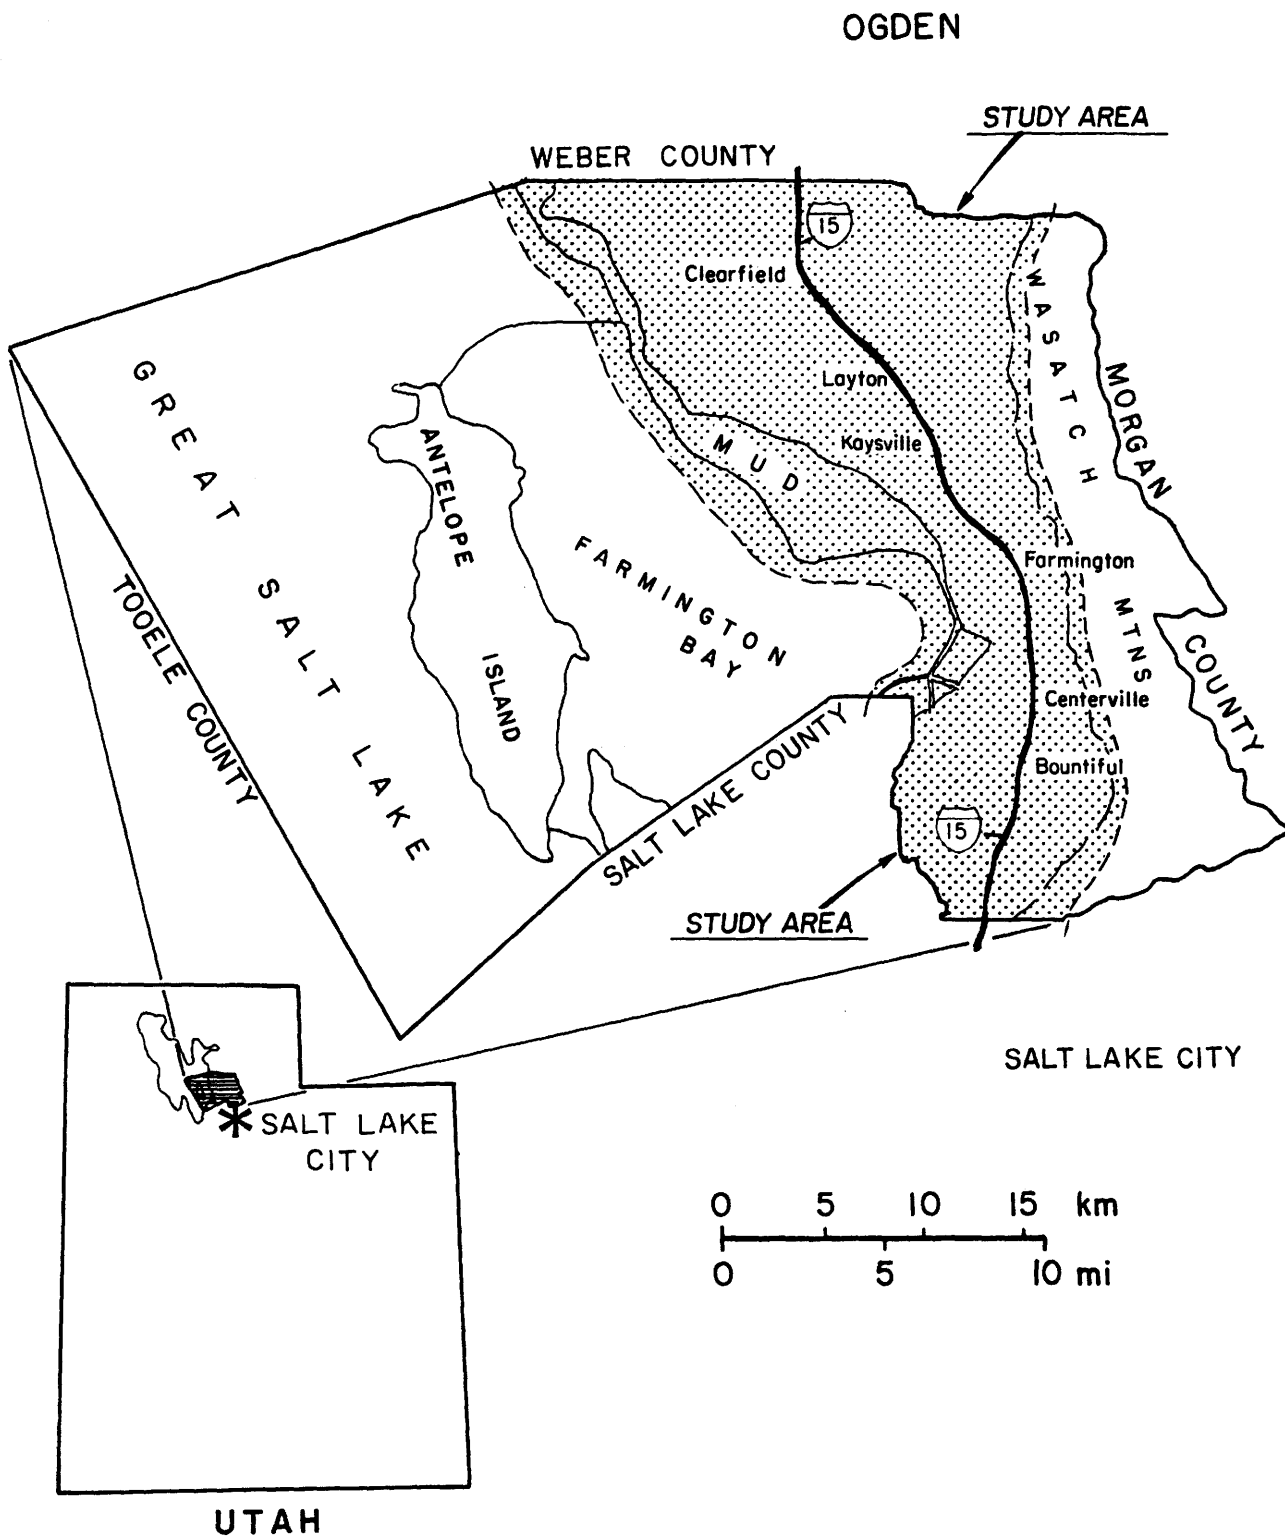 OGDEN
STUDY AREA
WEBER COUNTY
15
Clearfield
WASATCH MTNS
GREAT SALT LAKE
Layton
MORGAN COUNTY
ANTELOPE ISLAND
MUD
Kaysville
FARMINGTON
BAY
Farmington
TOOELE COUNTY
Centerville
SALT LAKE COUNTY
Bountiful
15
STUDY AREA
SALT LAKE CITY
SALT LAKE
CITY
0 5 10 15 km
0 5 10 mi
UTAH